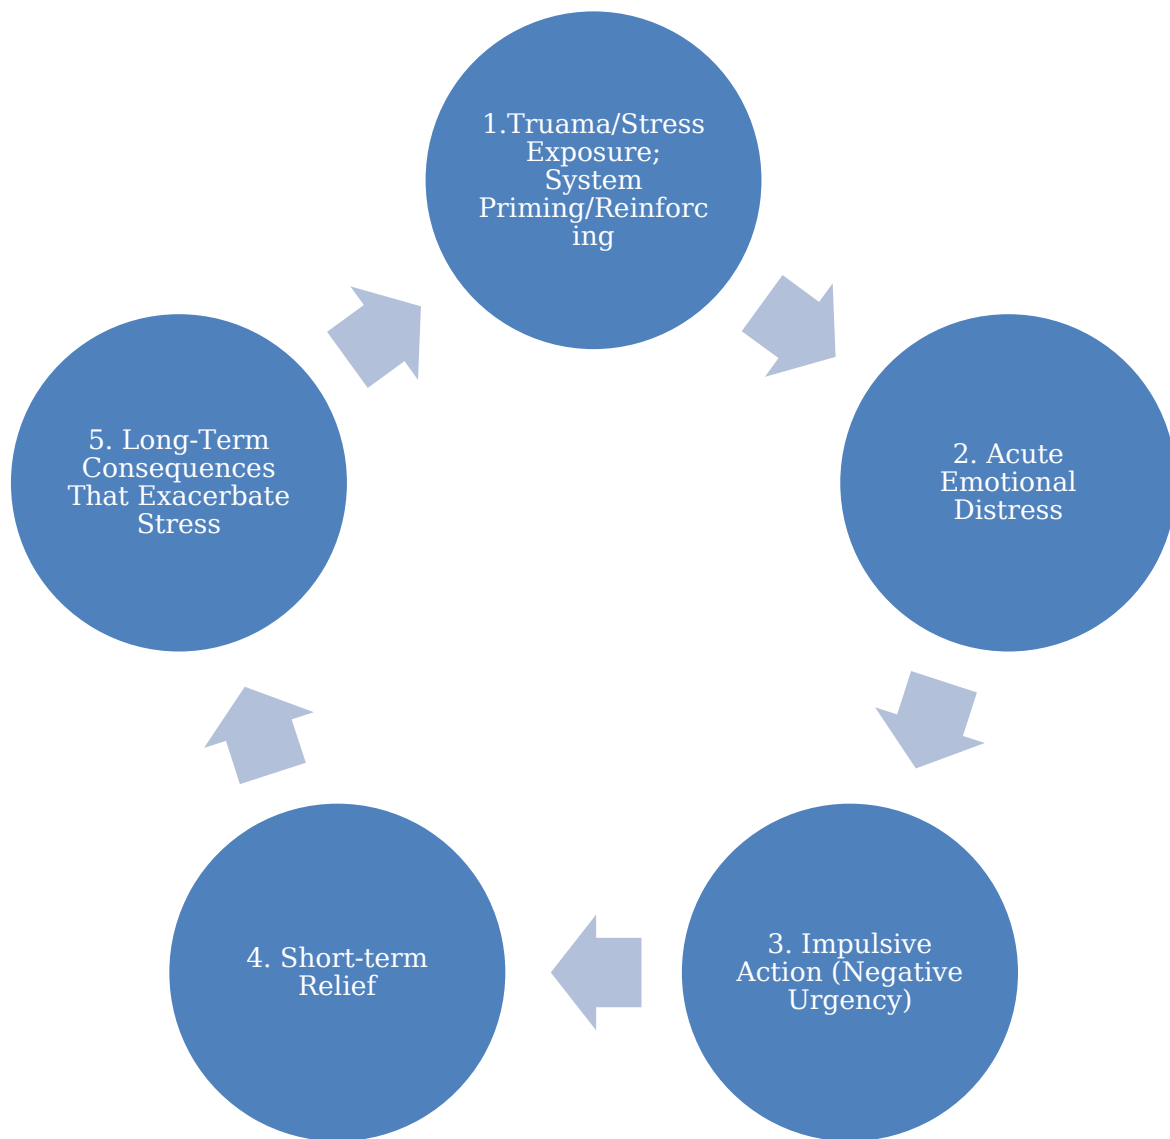 1.Truama/Stress
Exposure;
System
Priming/Reinforc
ing
2. Acute
Emotional
Distress
3. Impulsive
Action (Negative
Urgency)
4. Short-term
Relief
5. Long-Term
Consequences
That Exacerbate
Stress